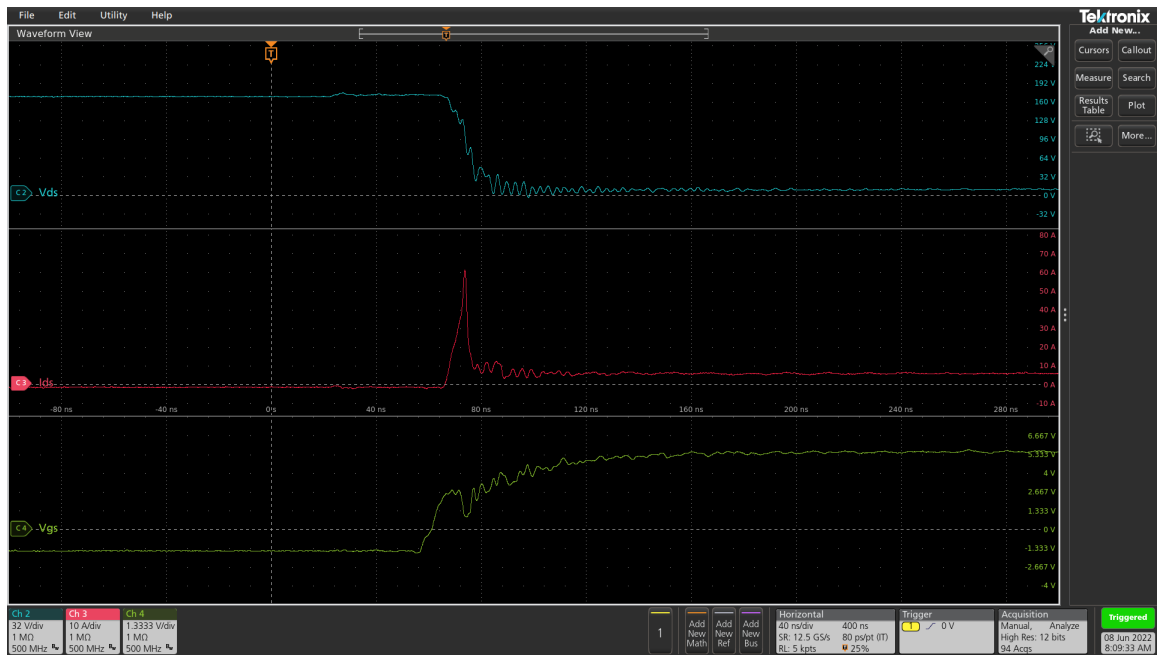 File Edit Utility Help
Tektronix
Waveform View
Add New...
T
T
Cursors Callout
Measure Search
Results Table Plot
More...
224 V
192 V
160 V
128 V
96 V
64 V
32 V
0 V
-32 V
C2 Vds
80 A
70 A
60 A
50 A
40 A
30 A
20 A
10 A
0 A
-10 A
C3 Ids
-80 ns -40 ns 0 s 40 ns 80 ns 120 ns 160 ns 200 ns 240 ns 280 ns
6.667 V
5.333 V
4 V
2.667 V
1.333 V
0 V
-1.333 V
-2.667 V
-4 V
C4 Vgs
Ch 2
32 V/div
1 MΩ
500 MHz
Ch 3
10 A/div
1 MΩ
500 MHz
Ch 4
1.3333 V/div
1 MΩ
500 MHz
1
Add New Math
Add New Ref
Add New Bus
Horizontal
40 ns/div 400 ns
SR: 12.5 GS/s 80 ps/pt (IT)
RL: 5 kpts 25%
Trigger
1 0 V
Acquisition
Manual, Analyze
High Res: 12 bits
94 Acqs
Triggered
08 Jun 2022
8:09:33 AM